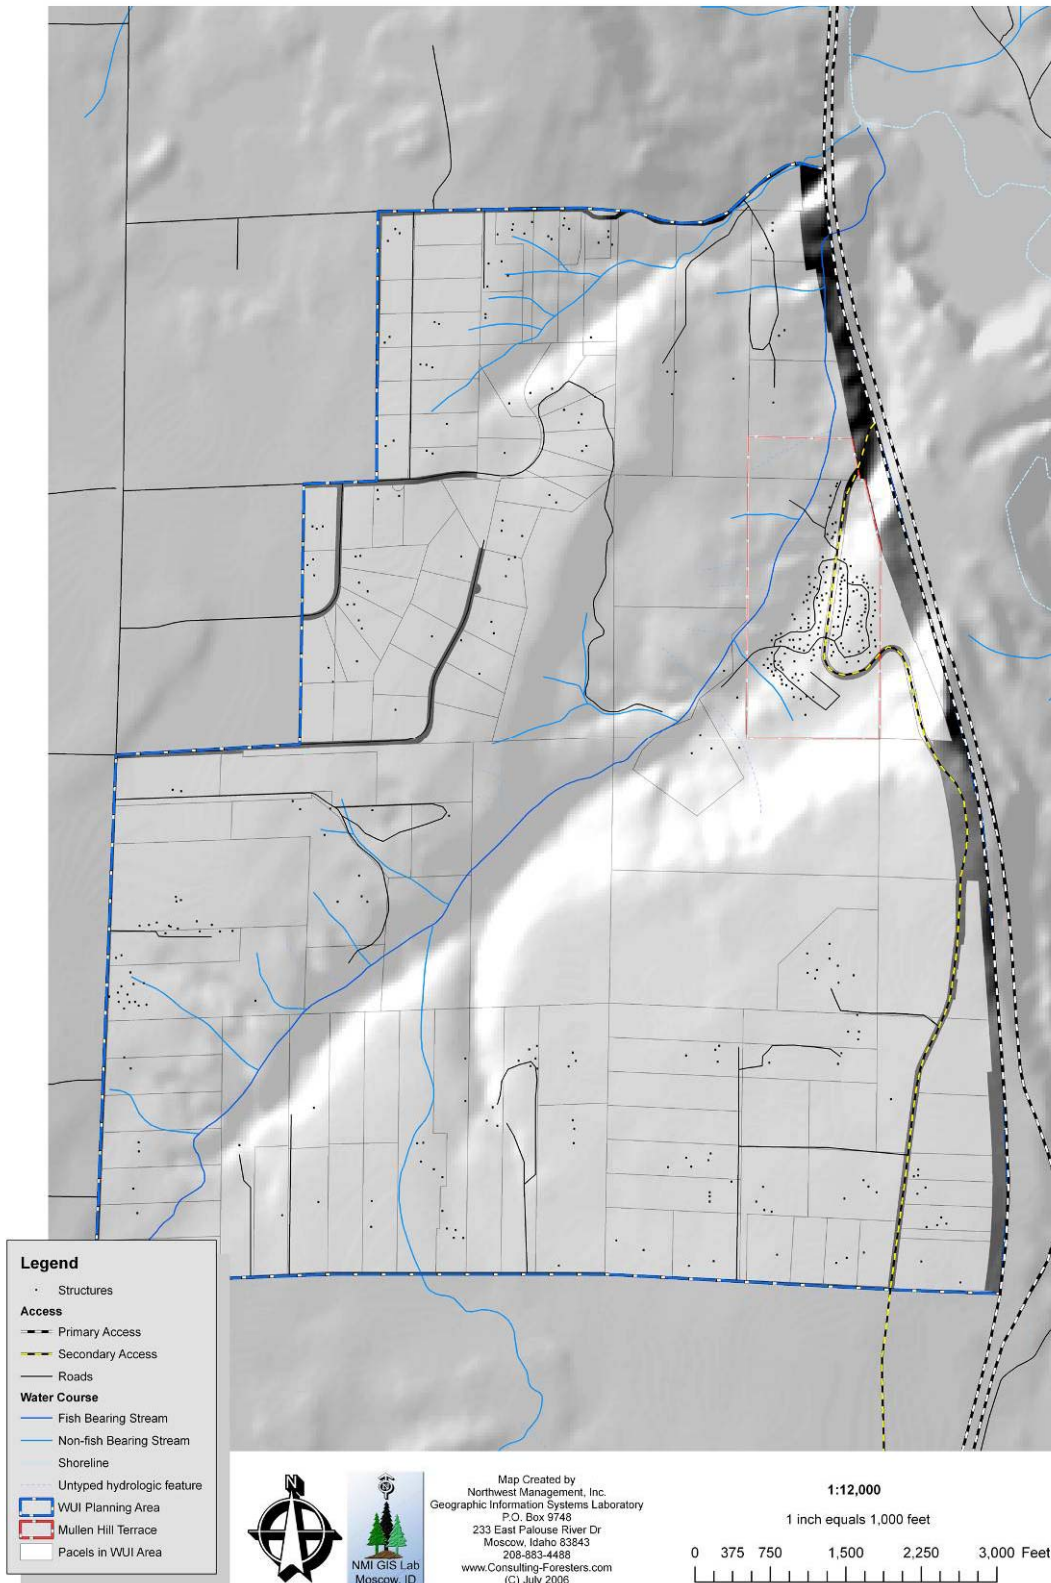 Legend
Structures
Access
Primary Access
Secondary Access
Roads
Water Course
Fish Bearing Stream
Non-fish Bearing Stream
Shoreline
Untyped hydrologic feature
WUI Planning Area
Mullen Hill Terrace
Pacels in WUI Area
N
NMI GIS Lab
Moscow, ID
Map Created by
Northwest Management, Inc.
Geographic Information Systems Laboratory
P.O. Box 9748
233 East Palouse River Dr
Moscow, Idaho 83843
208-883-4488
www.Consulting-Foresters.com
(C) July 2006
1:12,000
1 inch equals 1,000 feet
0 375 750 1,500 2,250 3,000 Feet